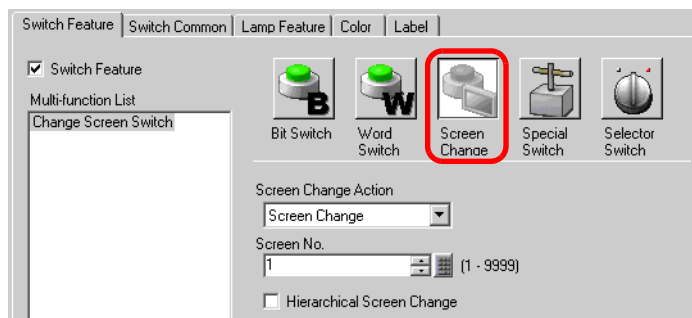 Switch Feature Switch Common Lamp Feature Color Label
Switch Feature
Multi-function List
Change Screen Switch
B
W
Bit Switch
Word
Switch
Screen
Change
Special
Switch
Selector
Switch
Screen Change Action
Screen Change
Screen No.
1 (1 - 9999)
Hierarchical Screen Change